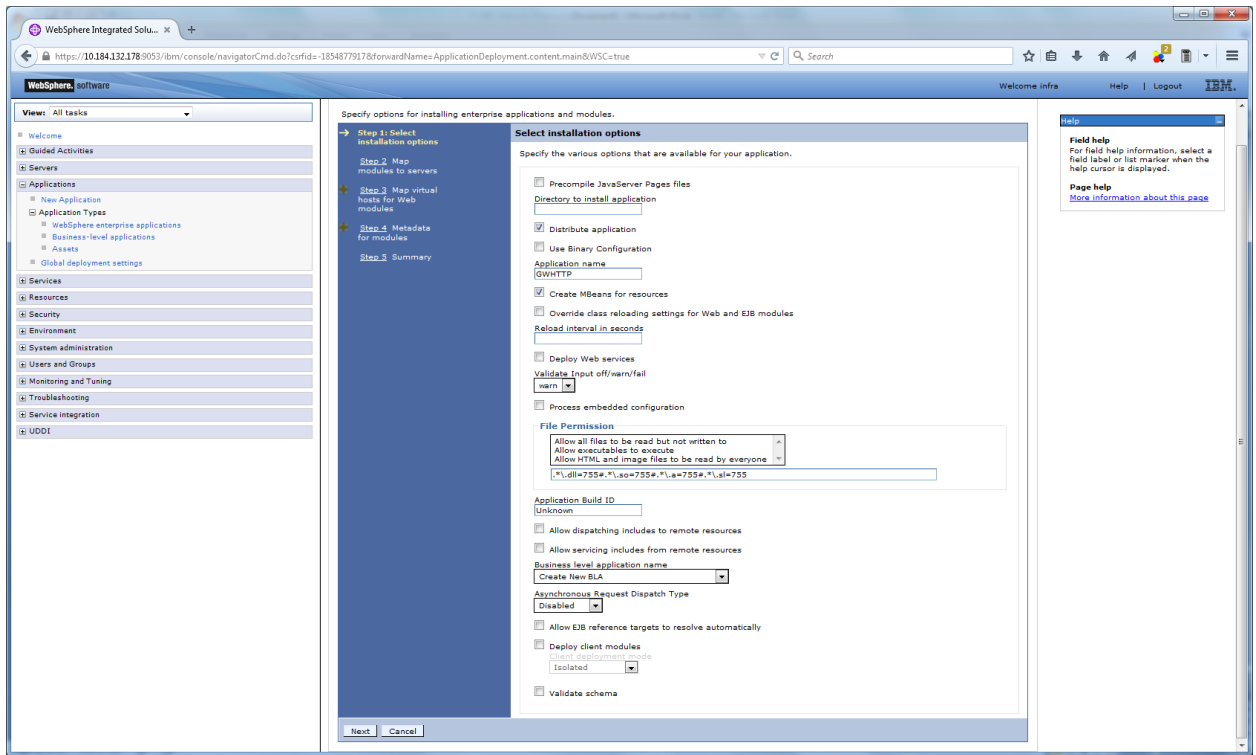 WebSphere Integrated Solu...
https://10.184.132.178:9053/ibm/console/navigatorCmd.do?csrfid=-1854877917&forwardName=ApplicationDeployment.content.main&WSC=true
Search
2
WebSphere. software
Welcome infra
Help | Logout
IBM.
View: All tasks
Welcome
Guided Activities
Servers
Applications
New Application
Application Types
WebSphere enterprise applications
Business-level applications
Assets
Global deployment settings
Services
Resources
Security
Environment
System administration
Users and Groups
Monitoring and Tuning
Troubleshooting
Service integration
UDDI
Specify options for installing enterprise applications and modules.
Step 1: Select
installation options
Step 2 Map
modules to servers
Step 3 Map virtual
hosts for Web
modules
Step 4 Metadata
for modules
Step 5 Summary
Select installation options
Specify the various options that are available for your application.
Precompile JavaServer Pages files
Directory to install application
Distribute application
Use Binary Configuration
Application name
GWHTTP
Create MBeans for resources
Override class reloading settings for Web and EJB modules
Reload interval in seconds
Deploy Web services
Validate Input off/warn/fail
warn
Process embedded configuration
File Permission
Allow all files to be read but not written to
Allow executables to execute
Allow HTML and image files to be read by everyone
.*\.dll=755#.*\.so=755#.*\.a=755#.*\.sl=755
Application Build ID
Unknown
Allow dispatching includes to remote resources
Allow servicing includes from remote resources
Business level application name
Create New BLA
Asynchronous Request Dispatch Type
Disabled
Allow EJB reference targets to resolve automatically
Deploy client modules
Client deployment mode
Isolated
Validate schema
Next
Cancel
Help
Field help
For field help information, select a
field label or list marker when the
help cursor is displayed.
Page help
More information about this page